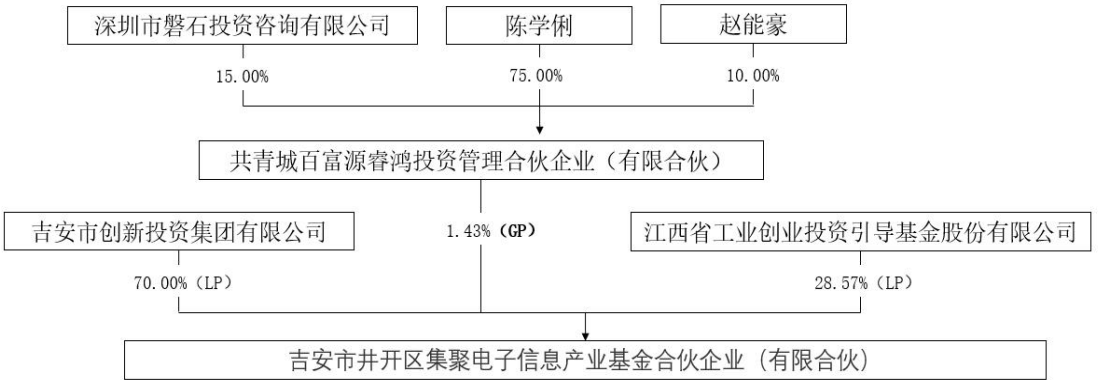 深圳市磐石投资咨询有限公司
陈学俐
赵能豪
15.00%
75.00%
10.00%
共青城百富源睿鸿投资管理合伙企业（有限合伙）
吉安市创新投资集团有限公司
1.43%（GP）
江西省工业创业投资引导基金股份有限公司
70.00%（LP）
28.57%（LP）
吉安市井开区集聚电子信息产业基金合伙企业（有限合伙）